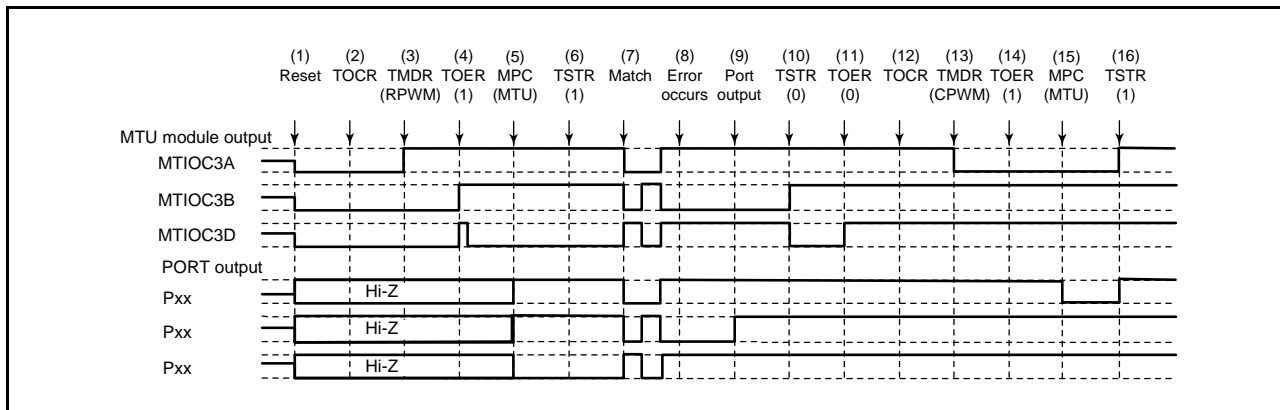 (1) (2) (3) (4) (5) (6) (7) (8) (9) (10) (11) (12) (13) (14) (15) (16)
Reset TOCR TMDR TOER MPC TSTR Match Error Port TSTR TOER TOCR TMDR TOER MPC TSTR
(RPWM) (1) (MTU) (1) occurs output (0) (0) (CPWM) (1) (MTU) (1)
MTU module output
MTIOC3A
MTIOC3B
MTIOC3D
PORT output
Pxx Hi-Z
Pxx Hi-Z
Pxx Hi-Z